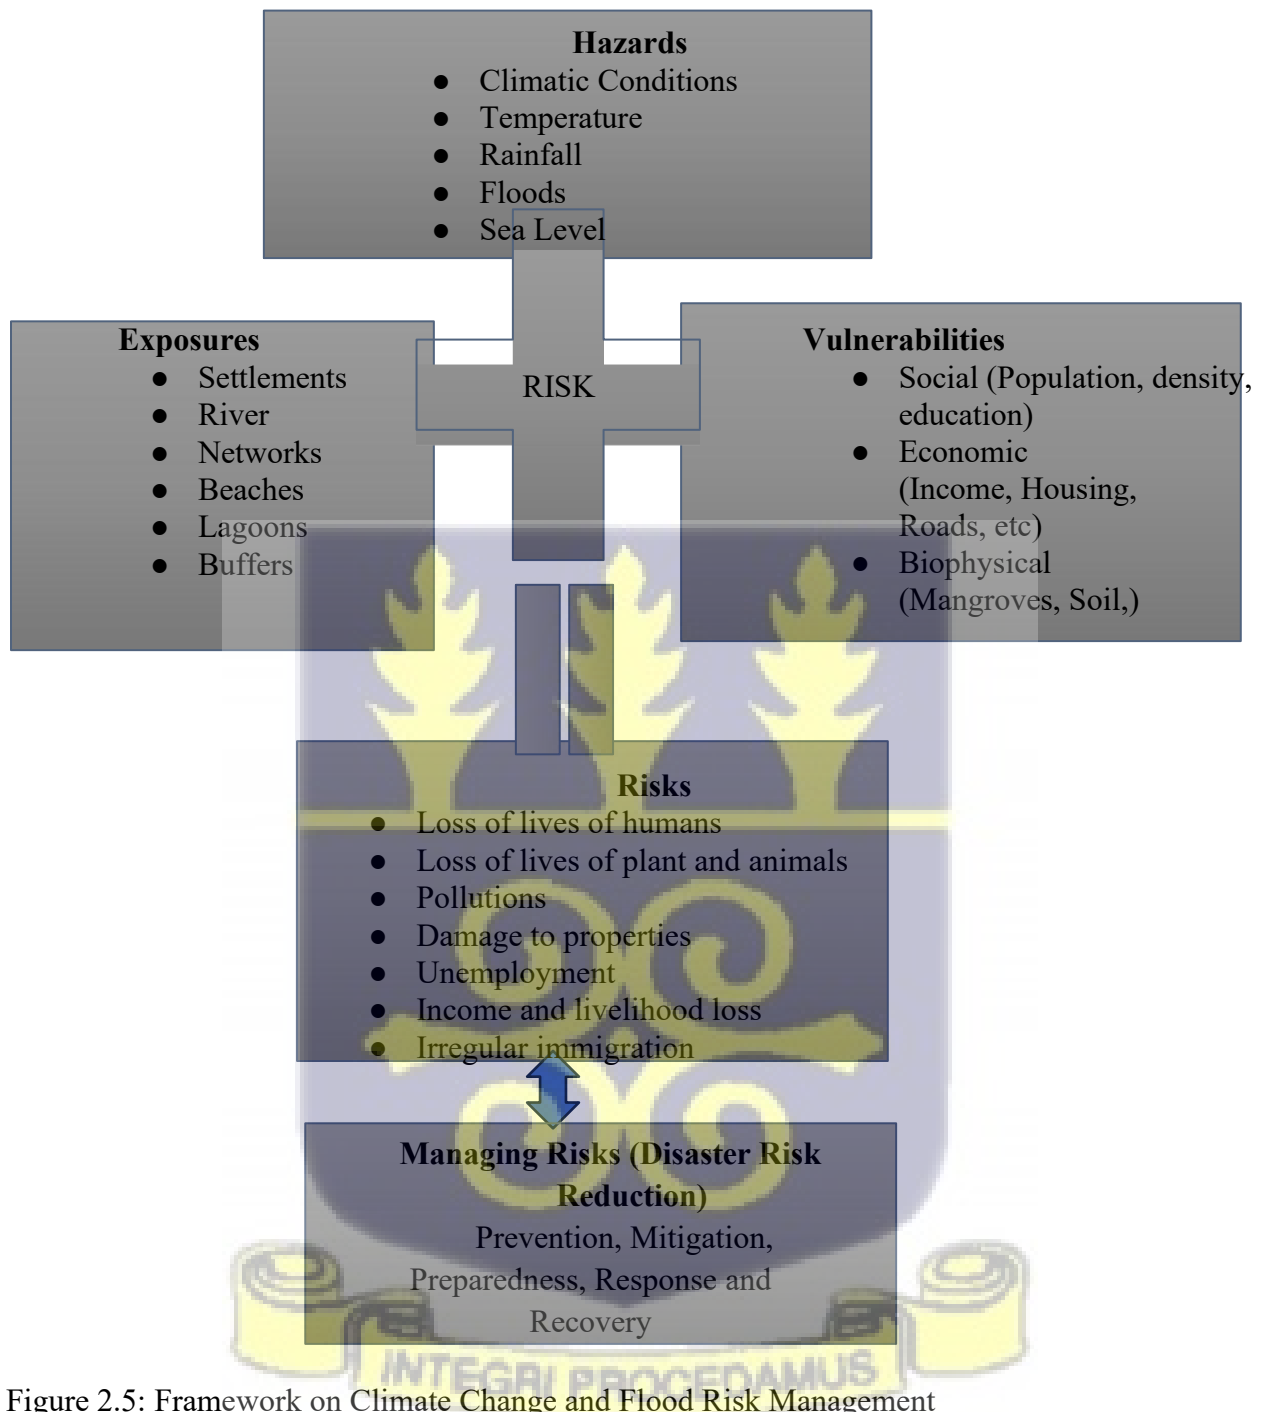 Hazards
● Climatic Conditions
● Temperature
● Rainfall
● Floods
● Sea Level
Exposures
● Settlements
● River
● Networks
● Beaches
● Lagoons
● Buffers
RISK
Vulnerabilities
● Social (Population, density,
education)
● Economic
(Income, Housing,
Roads, etc)
● Biophysical
(Mangroves, Soil,)
Risks
● Loss of lives of humans
● Loss of lives of plant and animals
● Pollutions
● Damage to properties
● Unemployment
● Income and livelihood loss
● Irregular immigration
Managing Risks (Disaster Risk
Reduction)
Prevention, Mitigation,
Preparedness, Response and
Recovery
INTEGRI PROCEDAMUS
Figure 2.5: Framework on Climate Change and Flood Risk Management